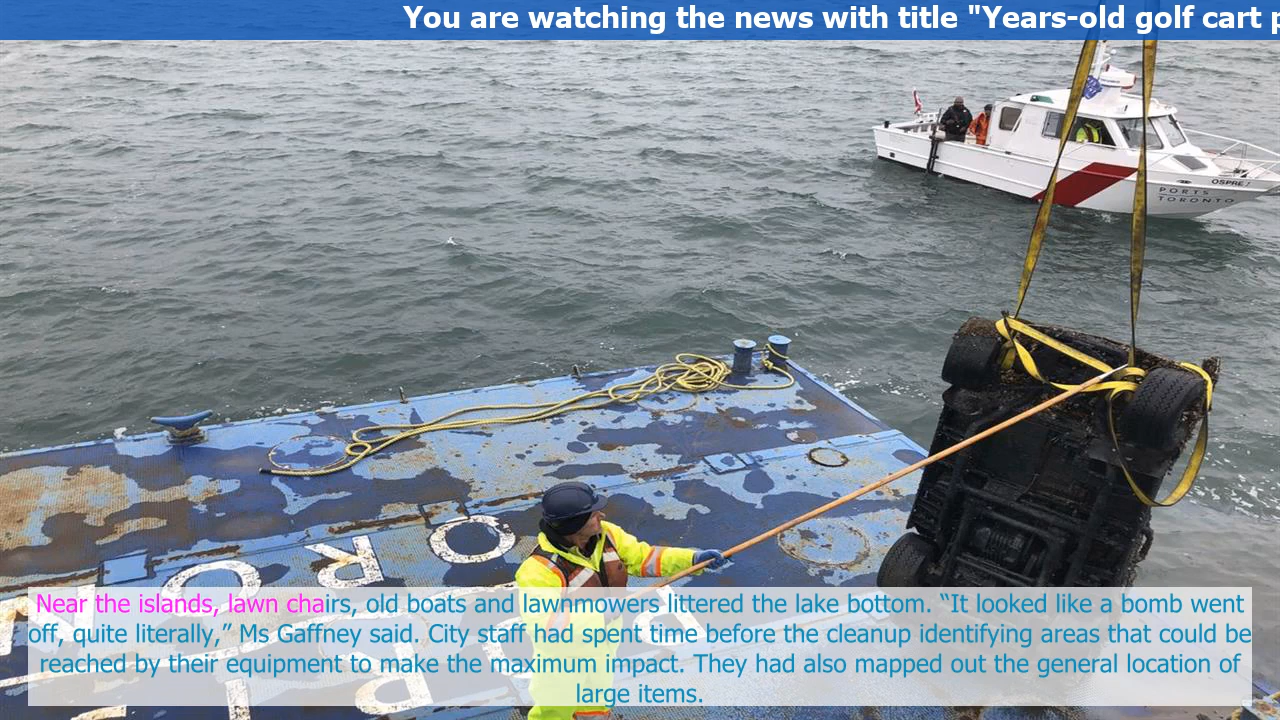 You are watching the news with title "Years-old golf cart
OSPREY
PORTS
TORONTO
Near the islands, lawn chairs, old boats and lawnmowers littered the lake bottom. “It looked like a bomb went
off, quite literally,” Ms Gaffney said. City staff had spent time before the cleanup identifying areas that could be
reached by their equipment to make the maximum impact. They had also mapped out the general location of
large items.